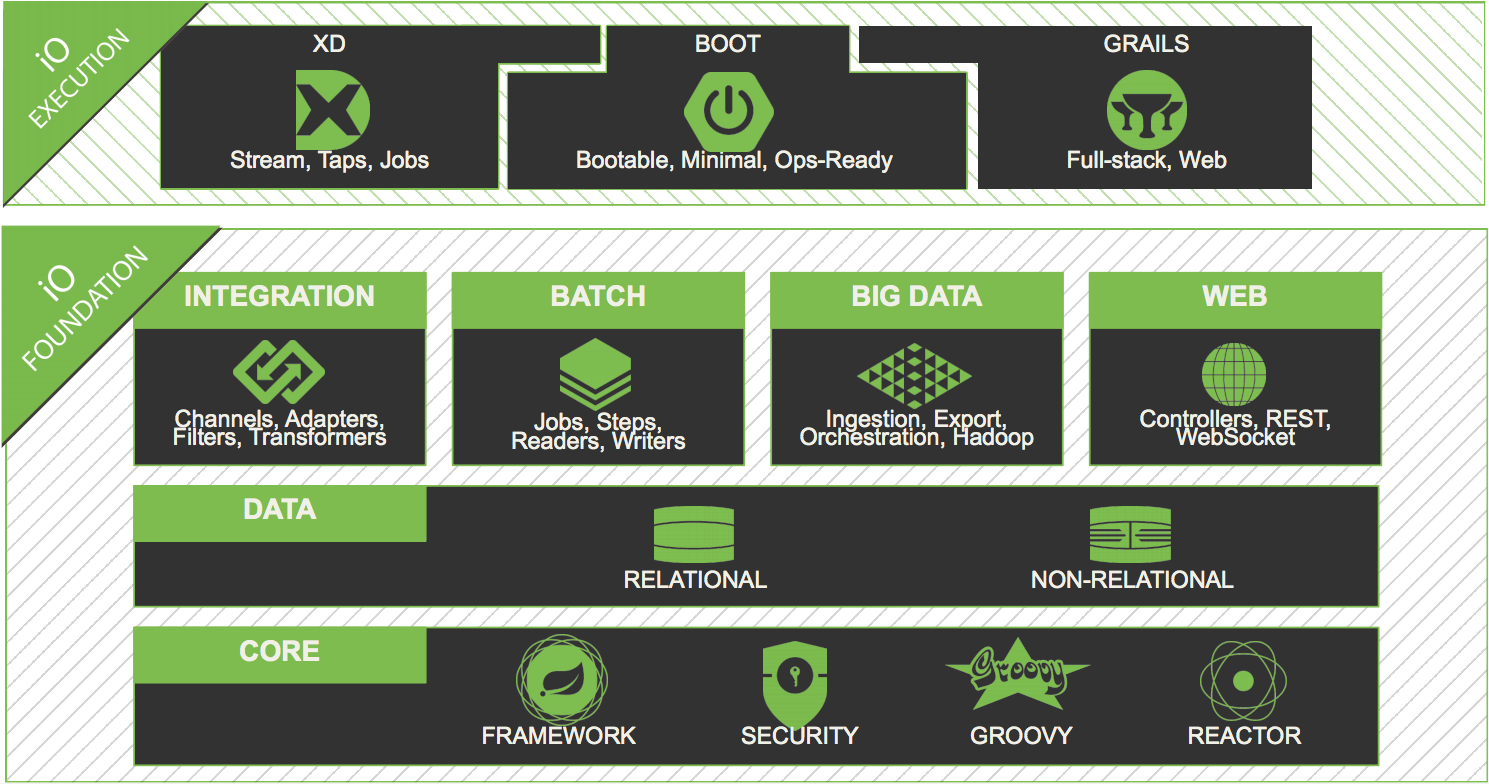 iO
EXECUTION
XD
Stream, Taps, Jobs
BOOT
Bootable, Minimal, Ops-Ready
GRAILS
Full-stack, Web
iO
FOUNDATION
INTEGRATION
Channels, Adapters,
Filters, Transformers
BATCH
Jobs, Steps,
Readers, Writers
BIG DATA
Ingestion, Export,
Orchestration, Hadoop
WEB
Controllers, REST,
WebSocket
DATA
RELATIONAL
NON-RELATIONAL
CORE
FRAMEWORK
SECURITY
Groovy
GROOVY
REACTOR